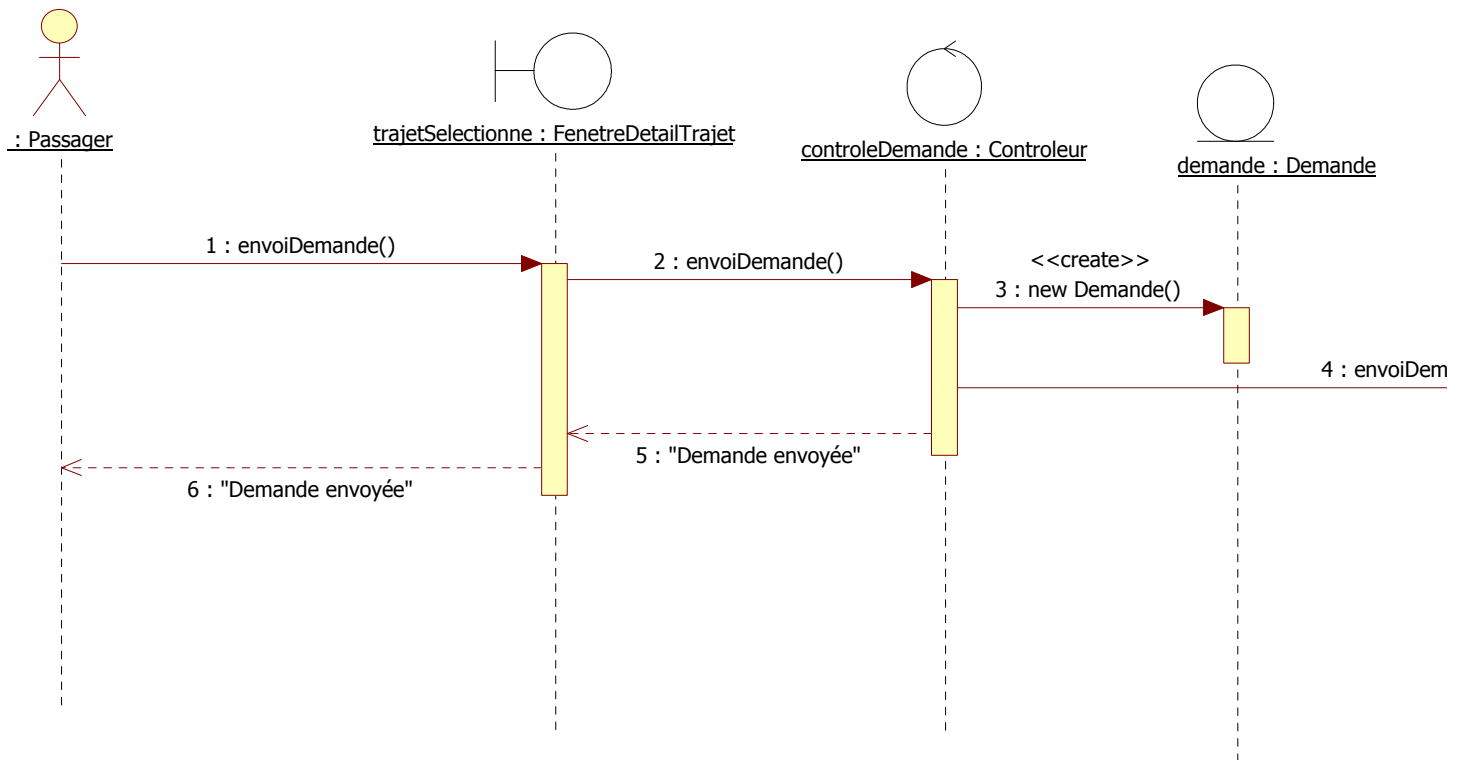 : Passager
trajetSelectionne : FenetreDetailTrajet
controleDemande : Controleur
demande : Demande
1 : envoiDemande()
2 : envoiDemande()
<<create>>
3 : new Demande()
4 : envoiDem
5 : "Demande envoyée"
6 : "Demande envoyée"